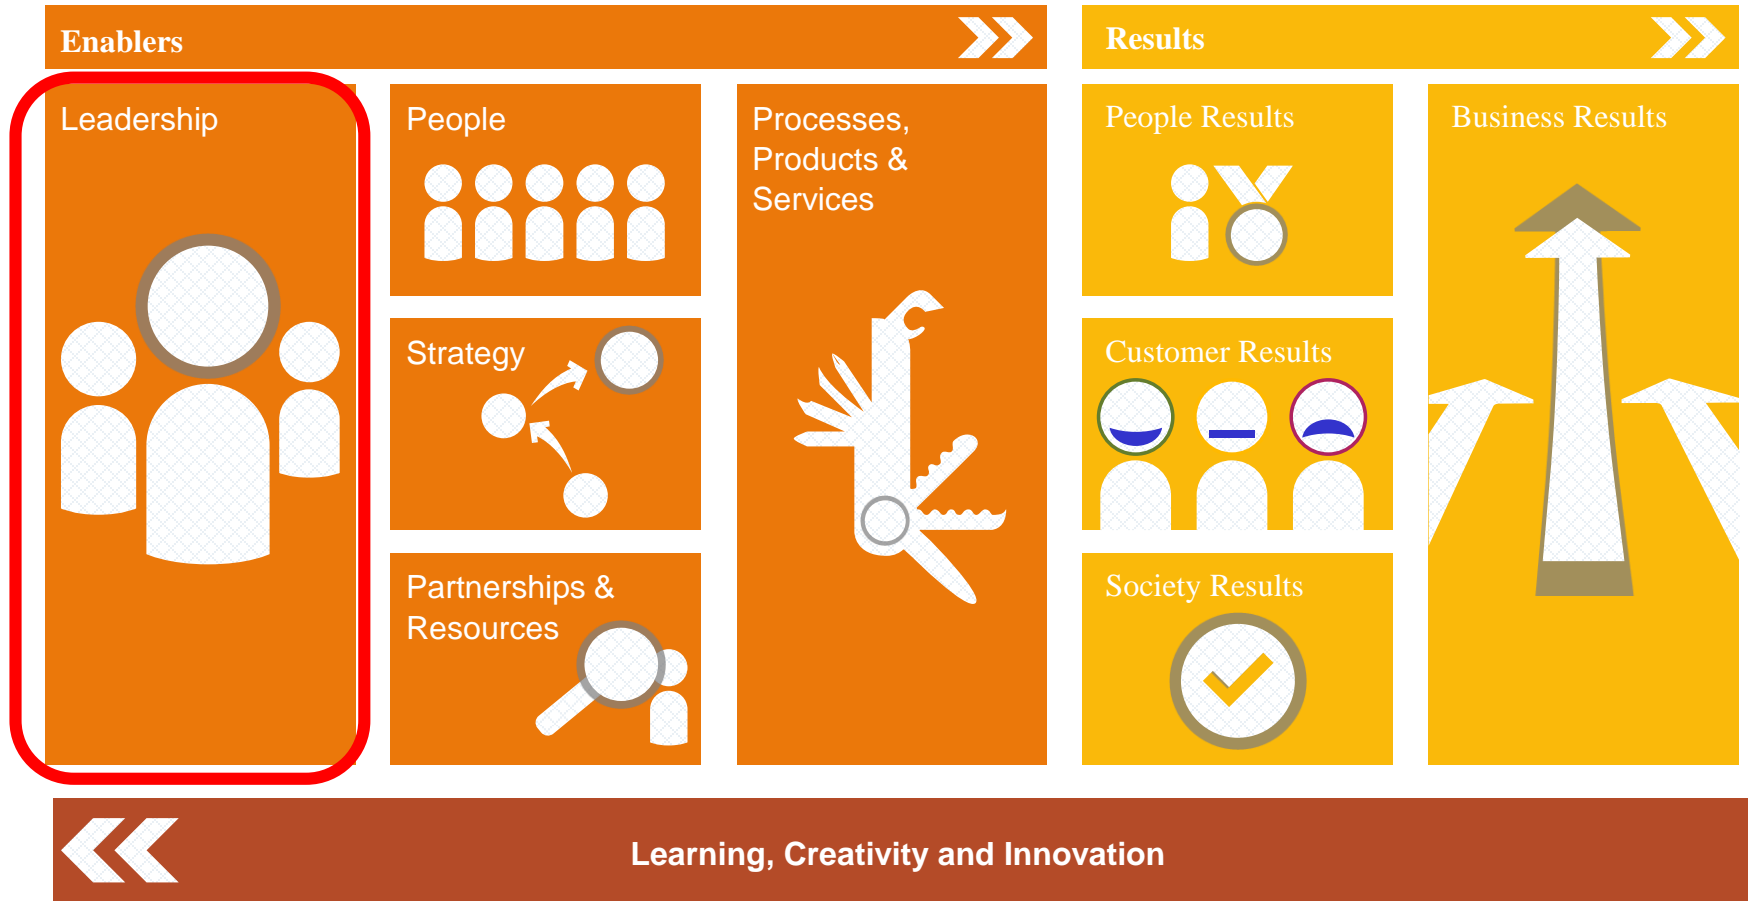 Enablers
Results
Leadership
People
Processes,
Products &
Services
Strategy
Partnerships &
Resources
People Results
Business Results
Customer Results
Society Results
Learning, Creativity and Innovation